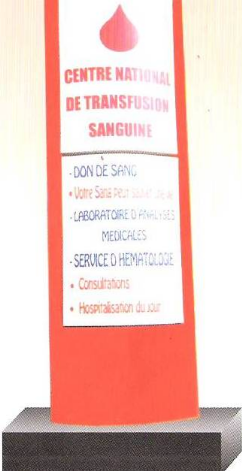 CENTRE NATIONAL
DE TRANSFUSION
SANGUINE
- DON DE SANG
• Votre Sang peut
- LABORATOIRE D ANALYSES
MEDICALES
- SERVICE D HEMATOLOGIE
• Consultations
• Hospitalisation du jour